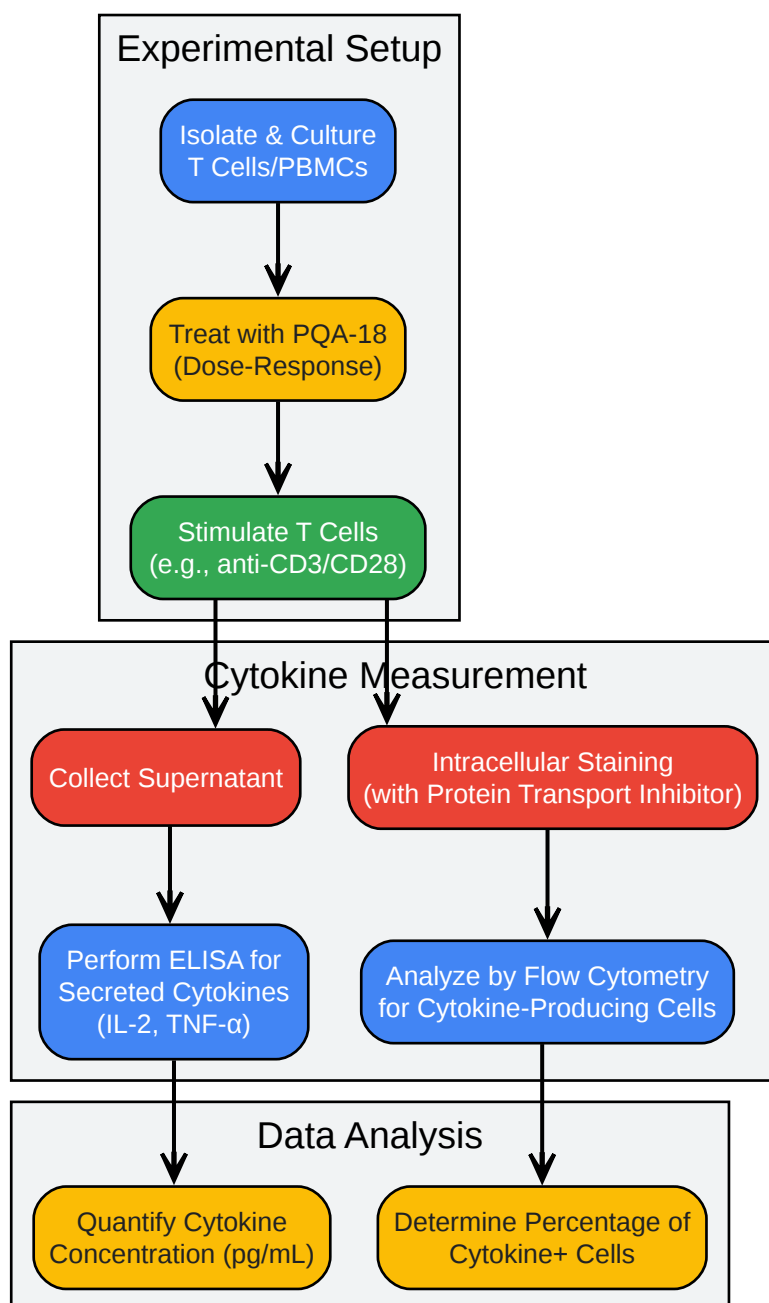 Experimental Setup
Isolate & Culture
T Cells/PBMCs
Treat with PQA-18
(Dose-Response)
Stimulate T Cells
(e.g., anti-CD3/CD28)
Cytokine Measurement
Collect Supernatant
Intracellular Staining
(with Protein Transport Inhibitor)
Perform ELISA for
Secreted Cytokines
(IL-2, TNF-α)
Analyze by Flow Cytometry
for Cytokine-Producing Cells
Data Analysis
Quantify Cytokine
Concentration (pg/mL)
Determine Percentage of
Cytokine+ Cells